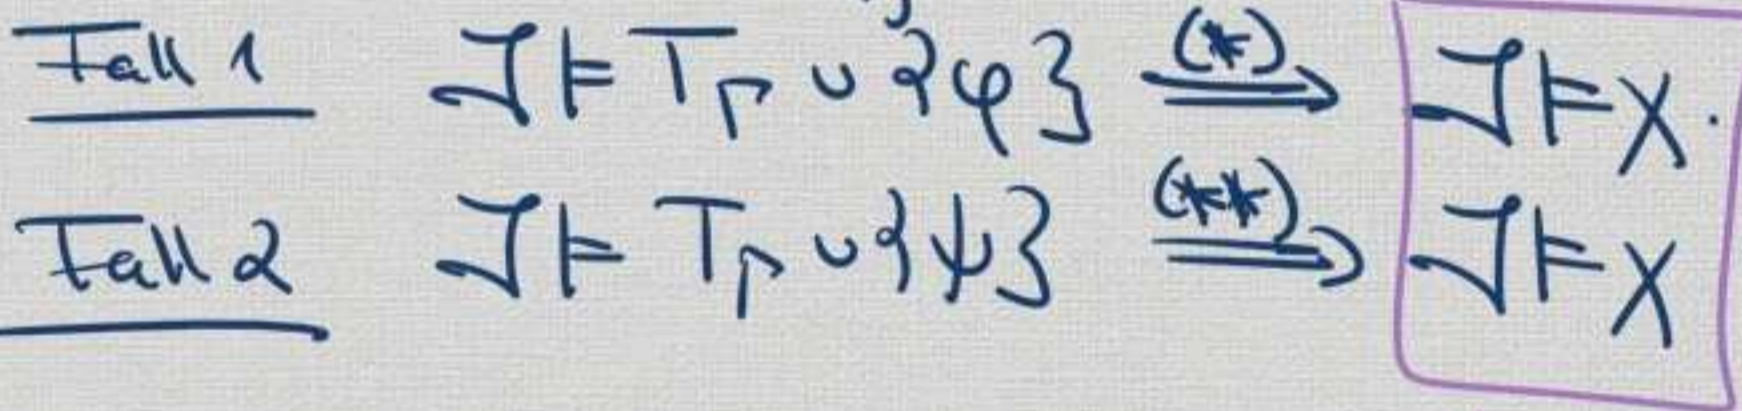 Fall 1 ℑ ⊨ T_Γ ∪ {φ} ⟹(*) ℑ ⊨ χ.
Fall 2 ℑ ⊨ T_Γ ∪ {ψ} ⟹(**) ℑ ⊨ χ